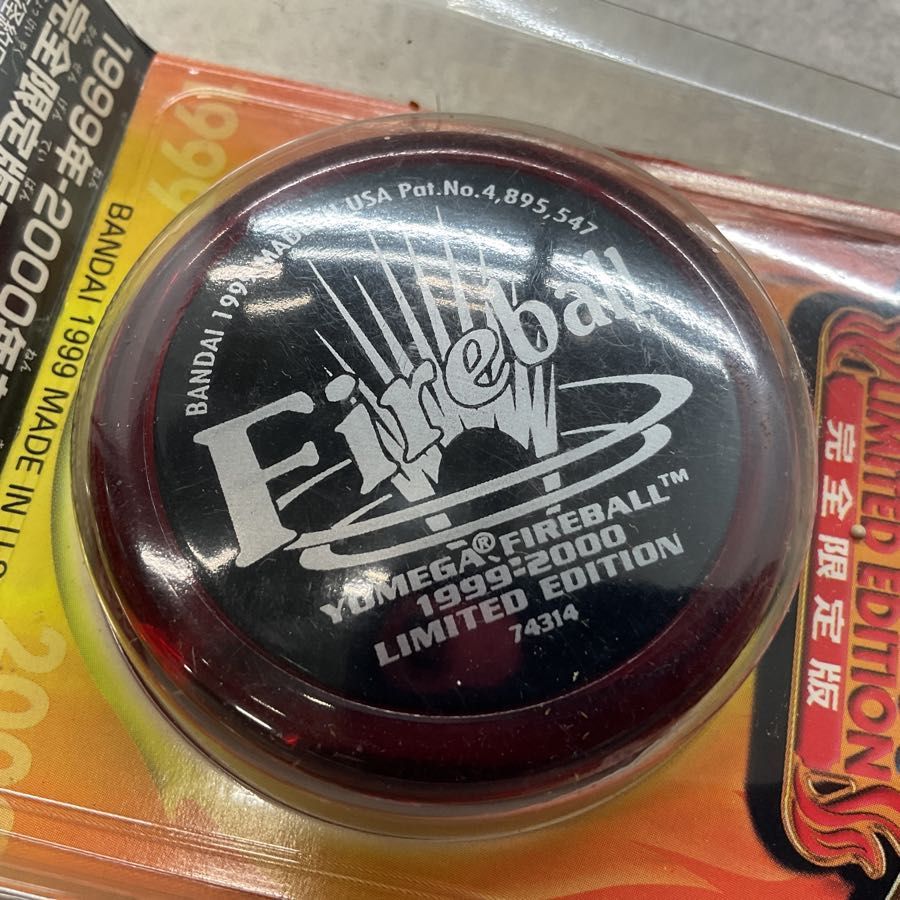 1999年-2000年
完全限定版
BANDAI 1999 MADE IN U.S
1999
200
BANDAI 199 MADE IN USA Pat.No.4,895,547
Fireball
YOMEGA® FIREBALL™
1999-2000
LIMITED EDITION
74314
LIMITED EDITION
完全限定版